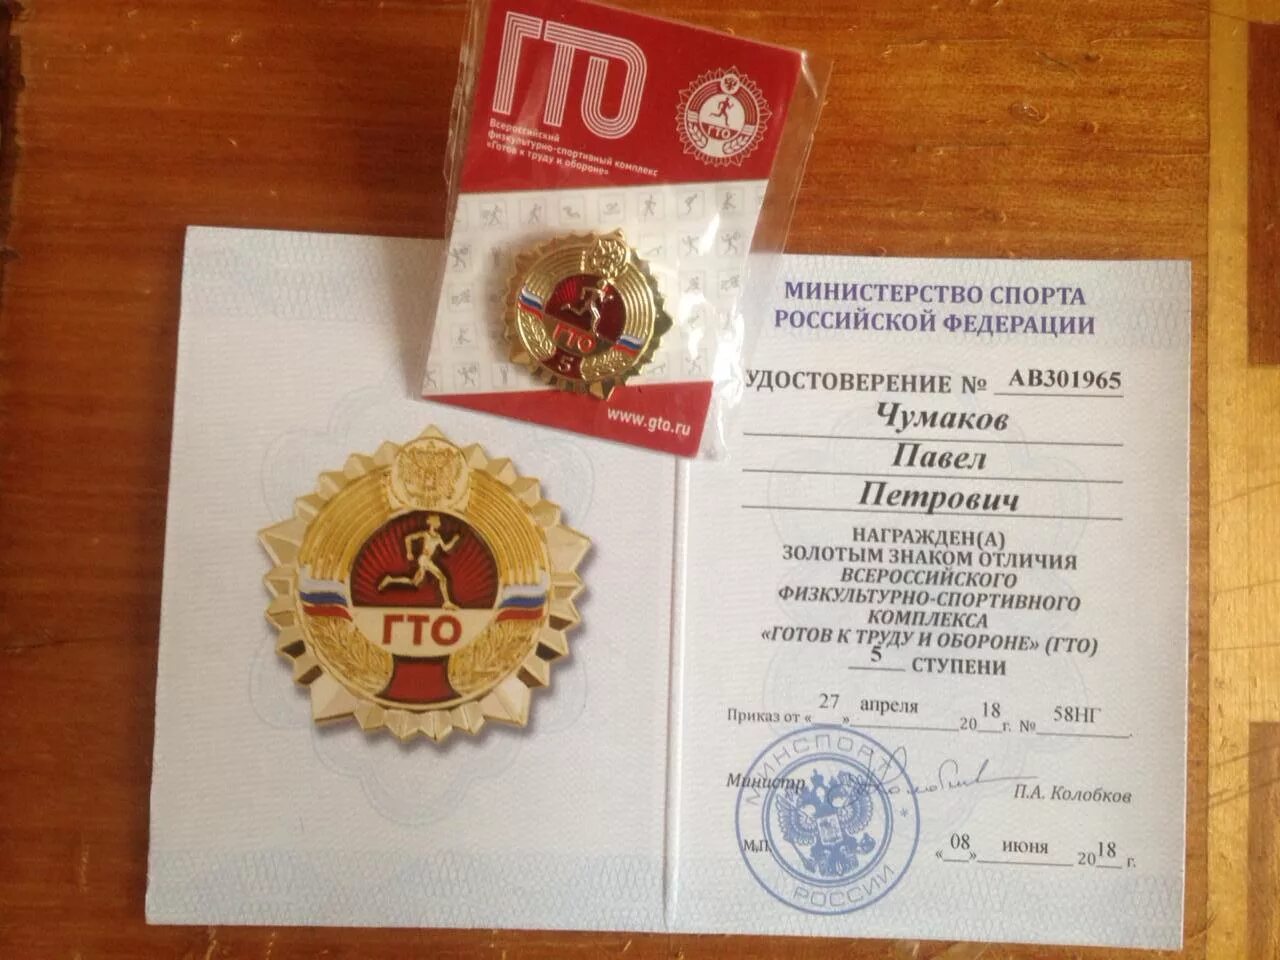 ГТО
Всероссийский
физкультурно-спортивный комплекс
«Готов к труду и обороне»
ГТО
ГТО
5
www.gto.ru
ГТО
МИНИСТЕРСТВО СПОРТА
РОССИЙСКОЙ ФЕДЕРАЦИИ
УДОСТОВЕРЕНИЕ № АВ301965
Чумаков
Павел
Петрович
НАГРАЖДЕН(А)
ЗОЛОТЫМ ЗНАКОМ ОТЛИЧИЯ
ВСЕРОССИЙСКОГО
ФИЗКУЛЬТУРНО-СПОРТИВНОГО
КОМПЛЕКСА
«ГОТОВ К ТРУДУ И ОБОРОНЕ» (ГТО)
5 СТУПЕНИ
Приказ от «27» апреля 2018 г. № 58НГ.
Министр П.А. Колобков
М.П.
«08» июня 2018 г.
МИНСПОРТ
РОССИИ